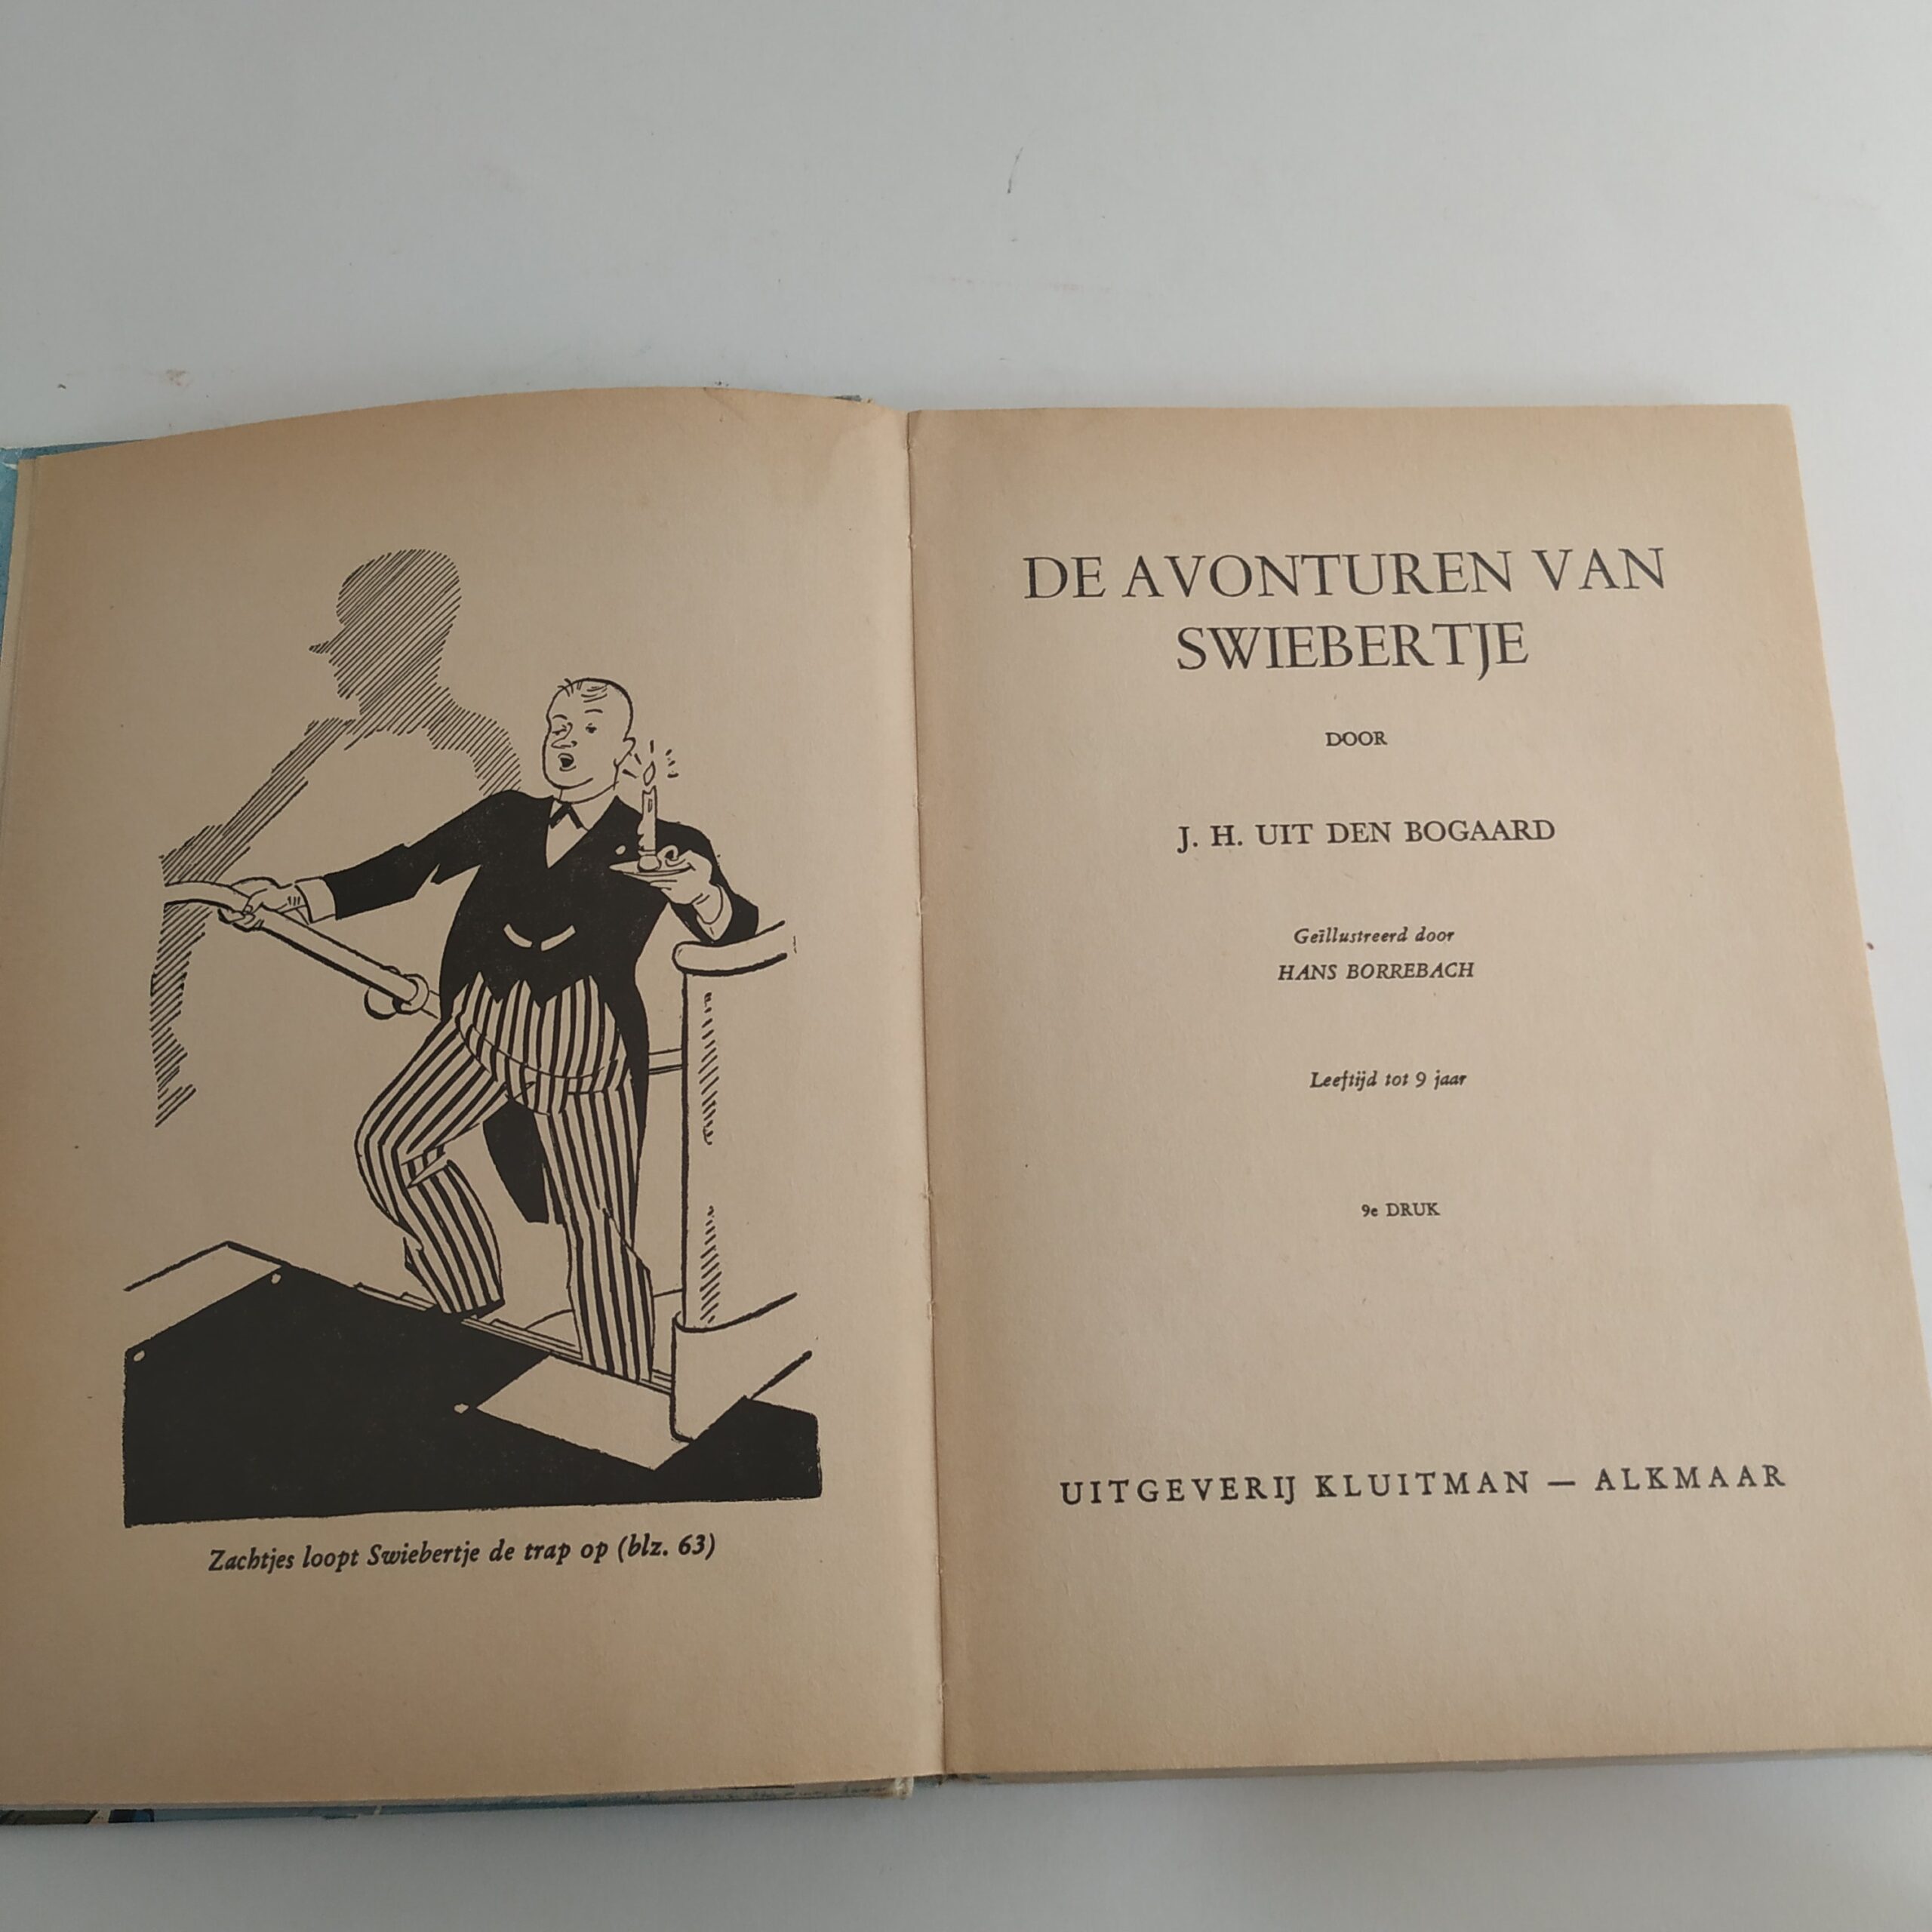 Zachtjes loopt Swiebertje de trap op (blz. 63)
DE AVONTUREN VAN
SWIEBERTJE
DOOR
J. H. UIT DEN BOGAARD
Geïllustreerd door
HANS BORREBACH
Leeftijd tot 9 jaar
9e DRUK
UITGEVERIJ KLUITMAN — ALKMAAR